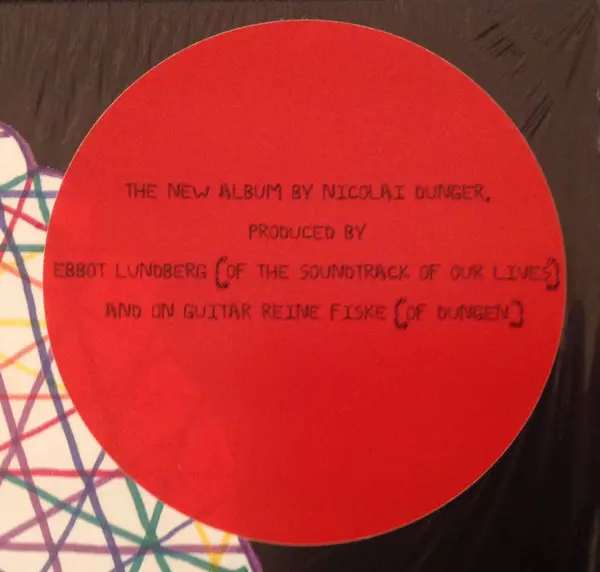 THE NEW ALBUM BY NICOLAI DUNGER,
PRODUCED BY
EBBOT LUNDBERG (OF THE SOUNDTRACK OF OUR LIVES)
AND ON GUITAR REINE FISKE (OF DUNGEN)